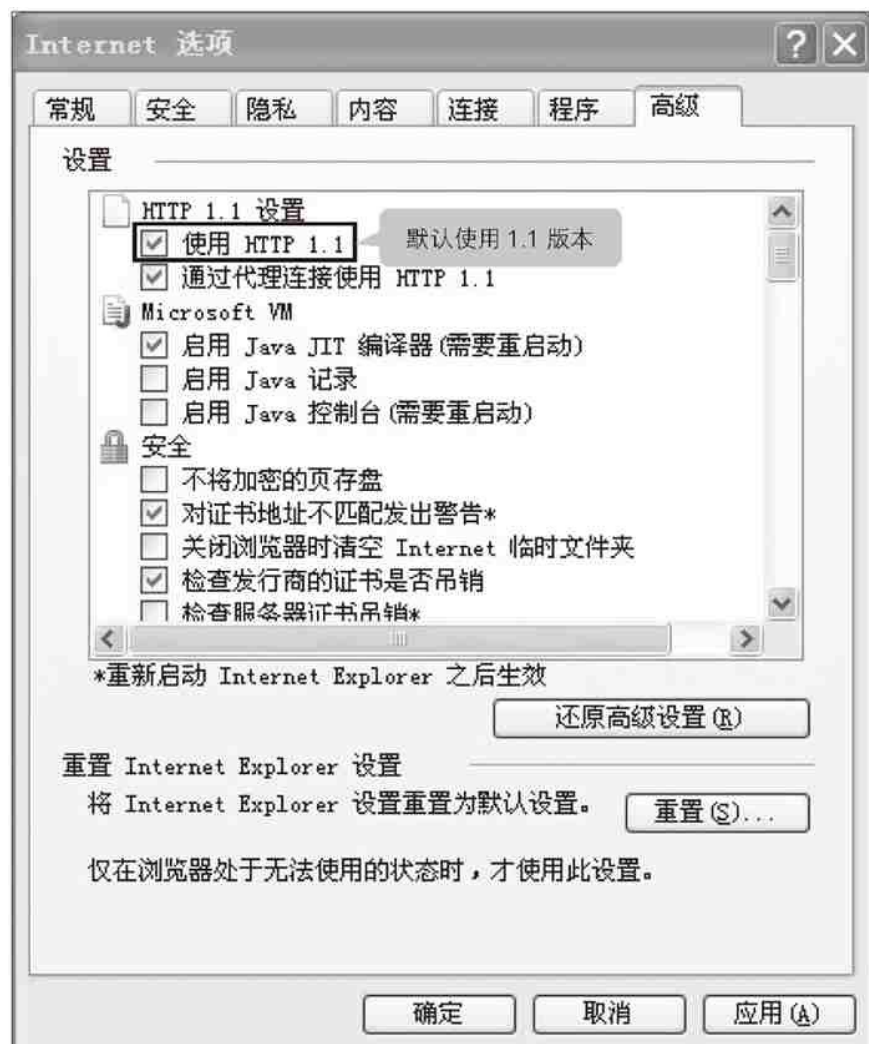 Internet 选项
常规 安全 隐私 内容 连接 程序 高级
设置
HTTP 1.1 设置
使用 HTTP 1.1
默认使用 1.1 版本
通过代理连接使用 HTTP 1.1
Microsoft VM
启用 Java JIT 编译器(需要重启动)
启用 Java 记录
启用 Java 控制台(需要重启动)
安全
不将加密的页存盘
对证书地址不匹配发出警告*
关闭浏览器时清空 Internet 临时文件夹
检查发行商的证书是否吊销
检查服务器证书吊销*
*重新启动 Internet Explorer 之后生效
还原高级设置(R)
重置 Internet Explorer 设置
将 Internet Explorer 设置重置为默认设置。
重置(S)...
仅在浏览器处于无法使用的状态时，才使用此设置。
确定 取消 应用(A)